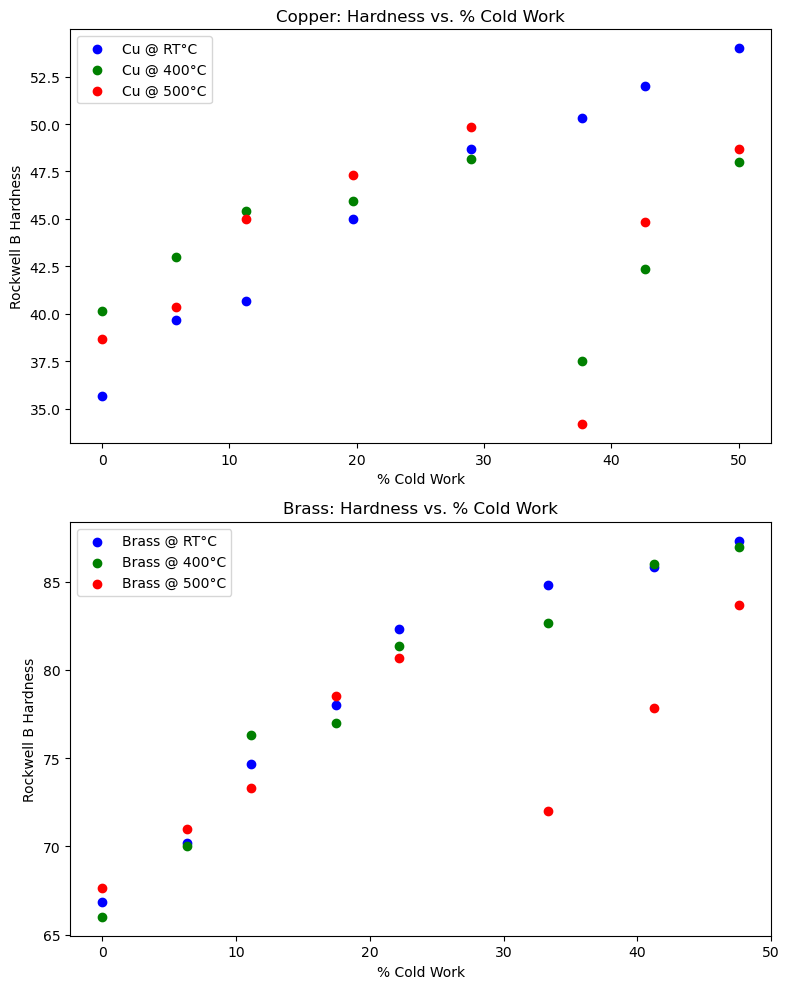 Copper: Hardness vs. % Cold Work
Cu @ RT°C
Cu @ 400°C
Cu @ 500°C
Rockwell B Hardness
52.5
50.0
47.5
45.0
42.5
40.0
37.5
35.0
0 10 20 30 40 50
% Cold Work
Brass: Hardness vs. % Cold Work
Brass @ RT°C
Brass @ 400°C
Brass @ 500°C
Rockwell B Hardness
85
80
75
70
65
0 10 20 30 40 50
% Cold Work